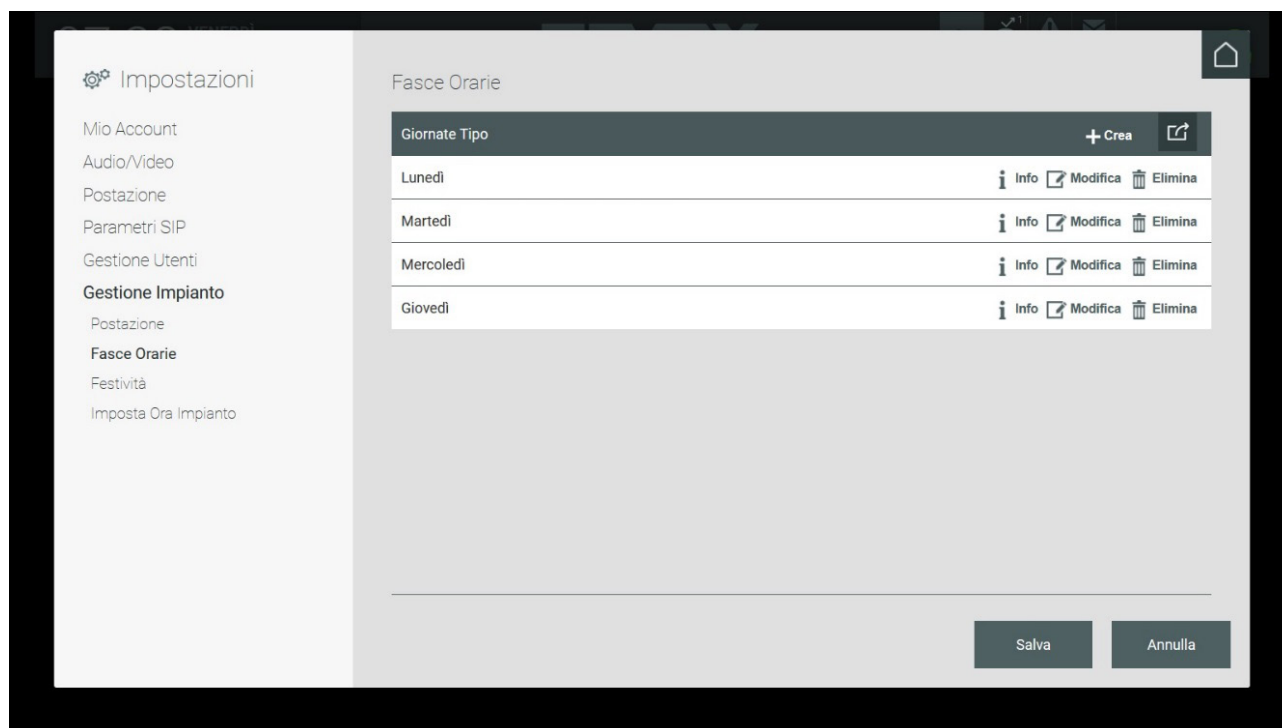 Impostazioni
Mio Account
Audio/Video
Postazione
Parametri SIP
Gestione Utenti
Gestione Impianto
Postazione
Fasce Orarie
Festività
Imposta Ora Impianto
Fasce Orarie
Giornate Tipo + Crea
Lunedì Info Modifica Elimina
Martedì Info Modifica Elimina
Mercoledì Info Modifica Elimina
Giovedì Info Modifica Elimina
Salva Annulla